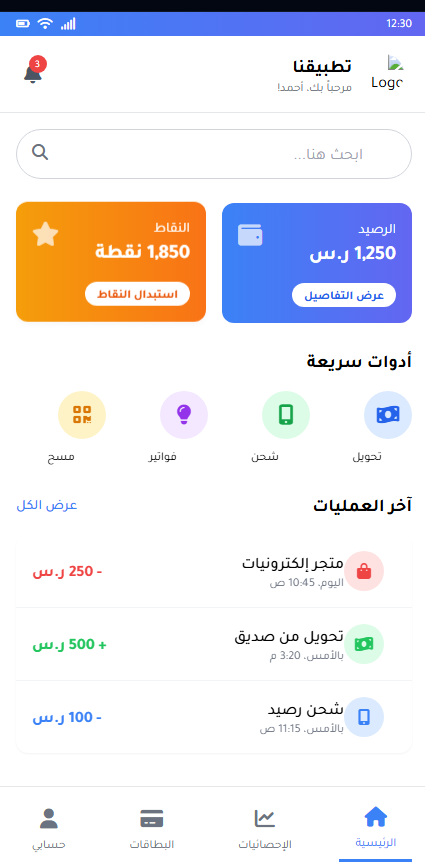 12:30
Logo
تطبيقنا
مرحباً بك، أحمد!
3
ابحث هنا...
الرصيد
1,250 ر.س
عرض التفاصيل
النقاط
1,850 نقطة
استبدال النقاط
أدوات سريعة
تحويل
شحن
فواتير
مسح
آخر العمليات
عرض الكل
متجر إلكترونيات
اليوم، 10:45 ص
- 250 ر.س
تحويل من صديق
بالأمس، 3:20 م
+ 500 ر.س
شحن رصيد
بالأمس، 11:15 ص
- 100 ر.س
الرئيسية
الإحصائيات
البطاقات
حسابي